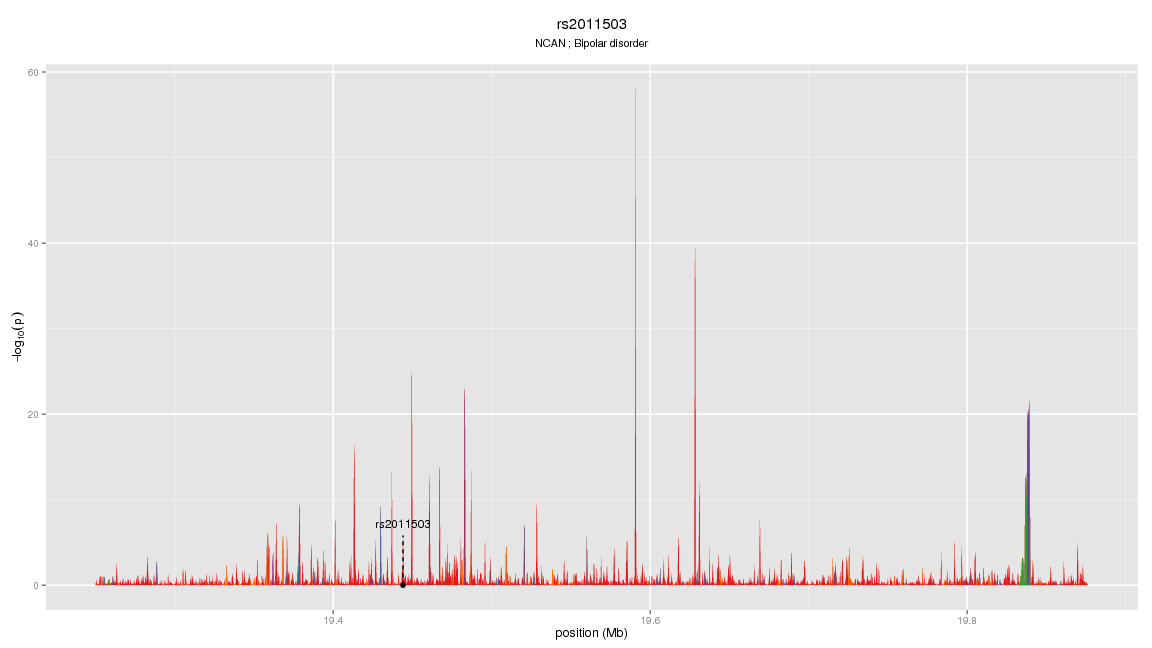 rs2011503
NCAN ; Bipolar disorder
60
40
20
0
−log10(p)
rs2011503
19.4
19.6
19.8
position (Mb)